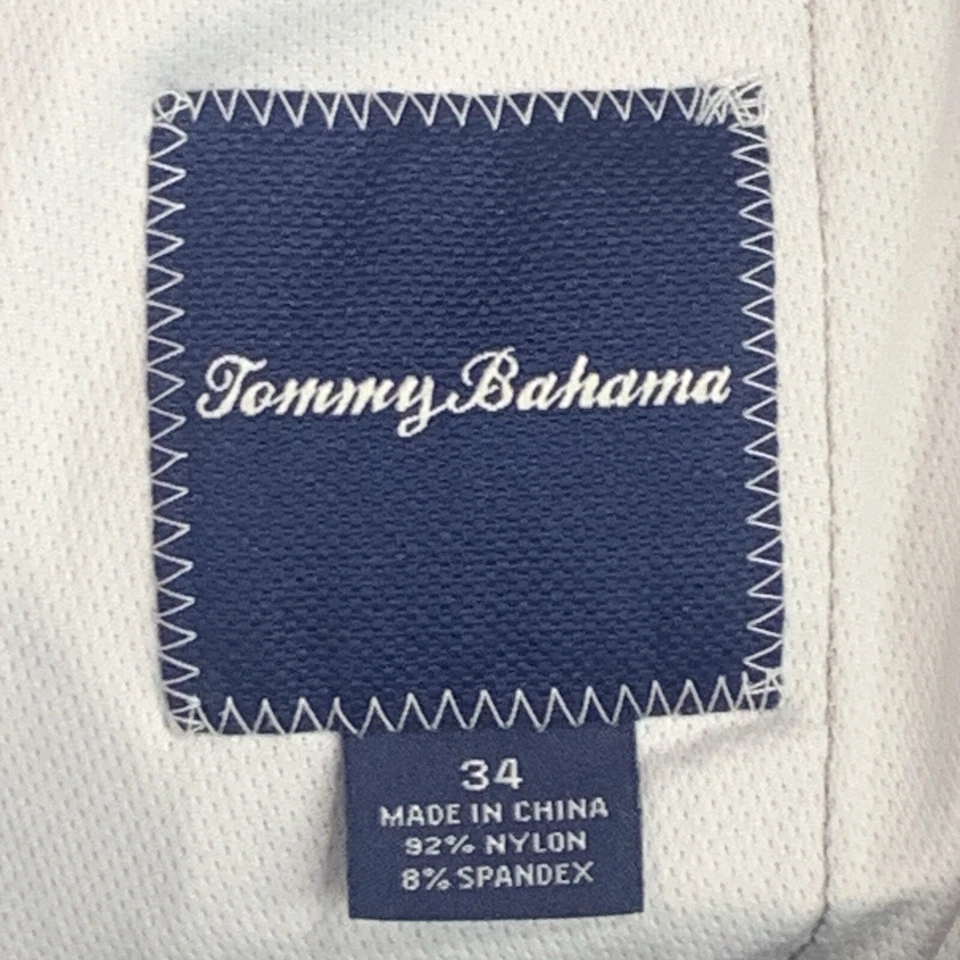 Tommy Bahama
34
MADE IN CHINA
92% NYLON
8% SPANDEX